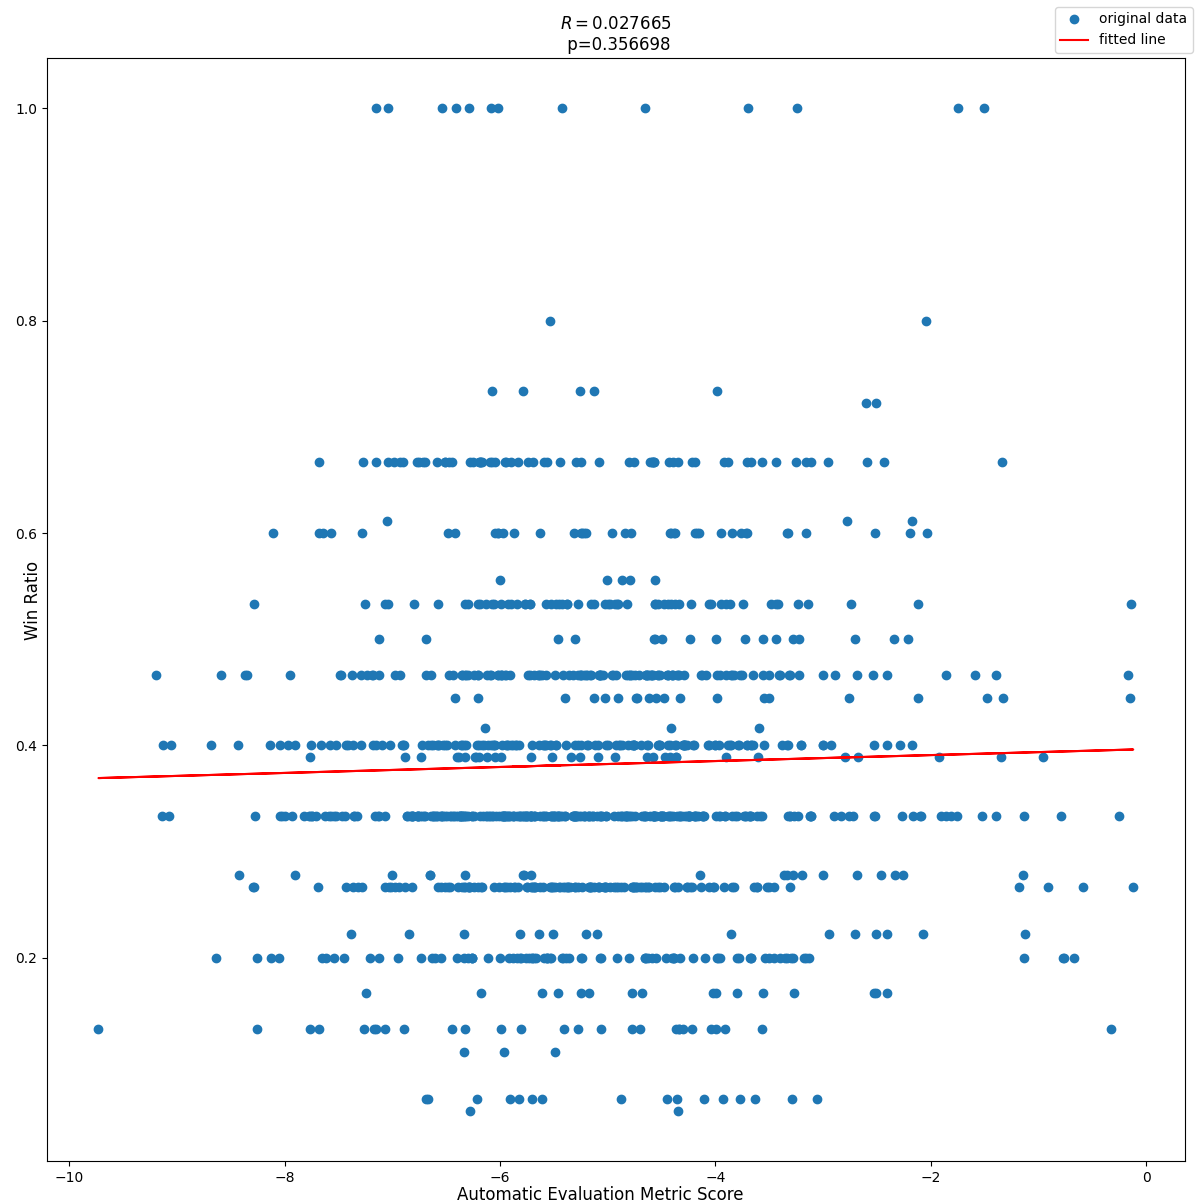 R = 0.027665
p=0.356698
original data
fitted line
1.0
0.8
0.6
0.4
0.2
Win Ratio
−10
−8
−6
−4
−2
0
Automatic Evaluation Metric Score